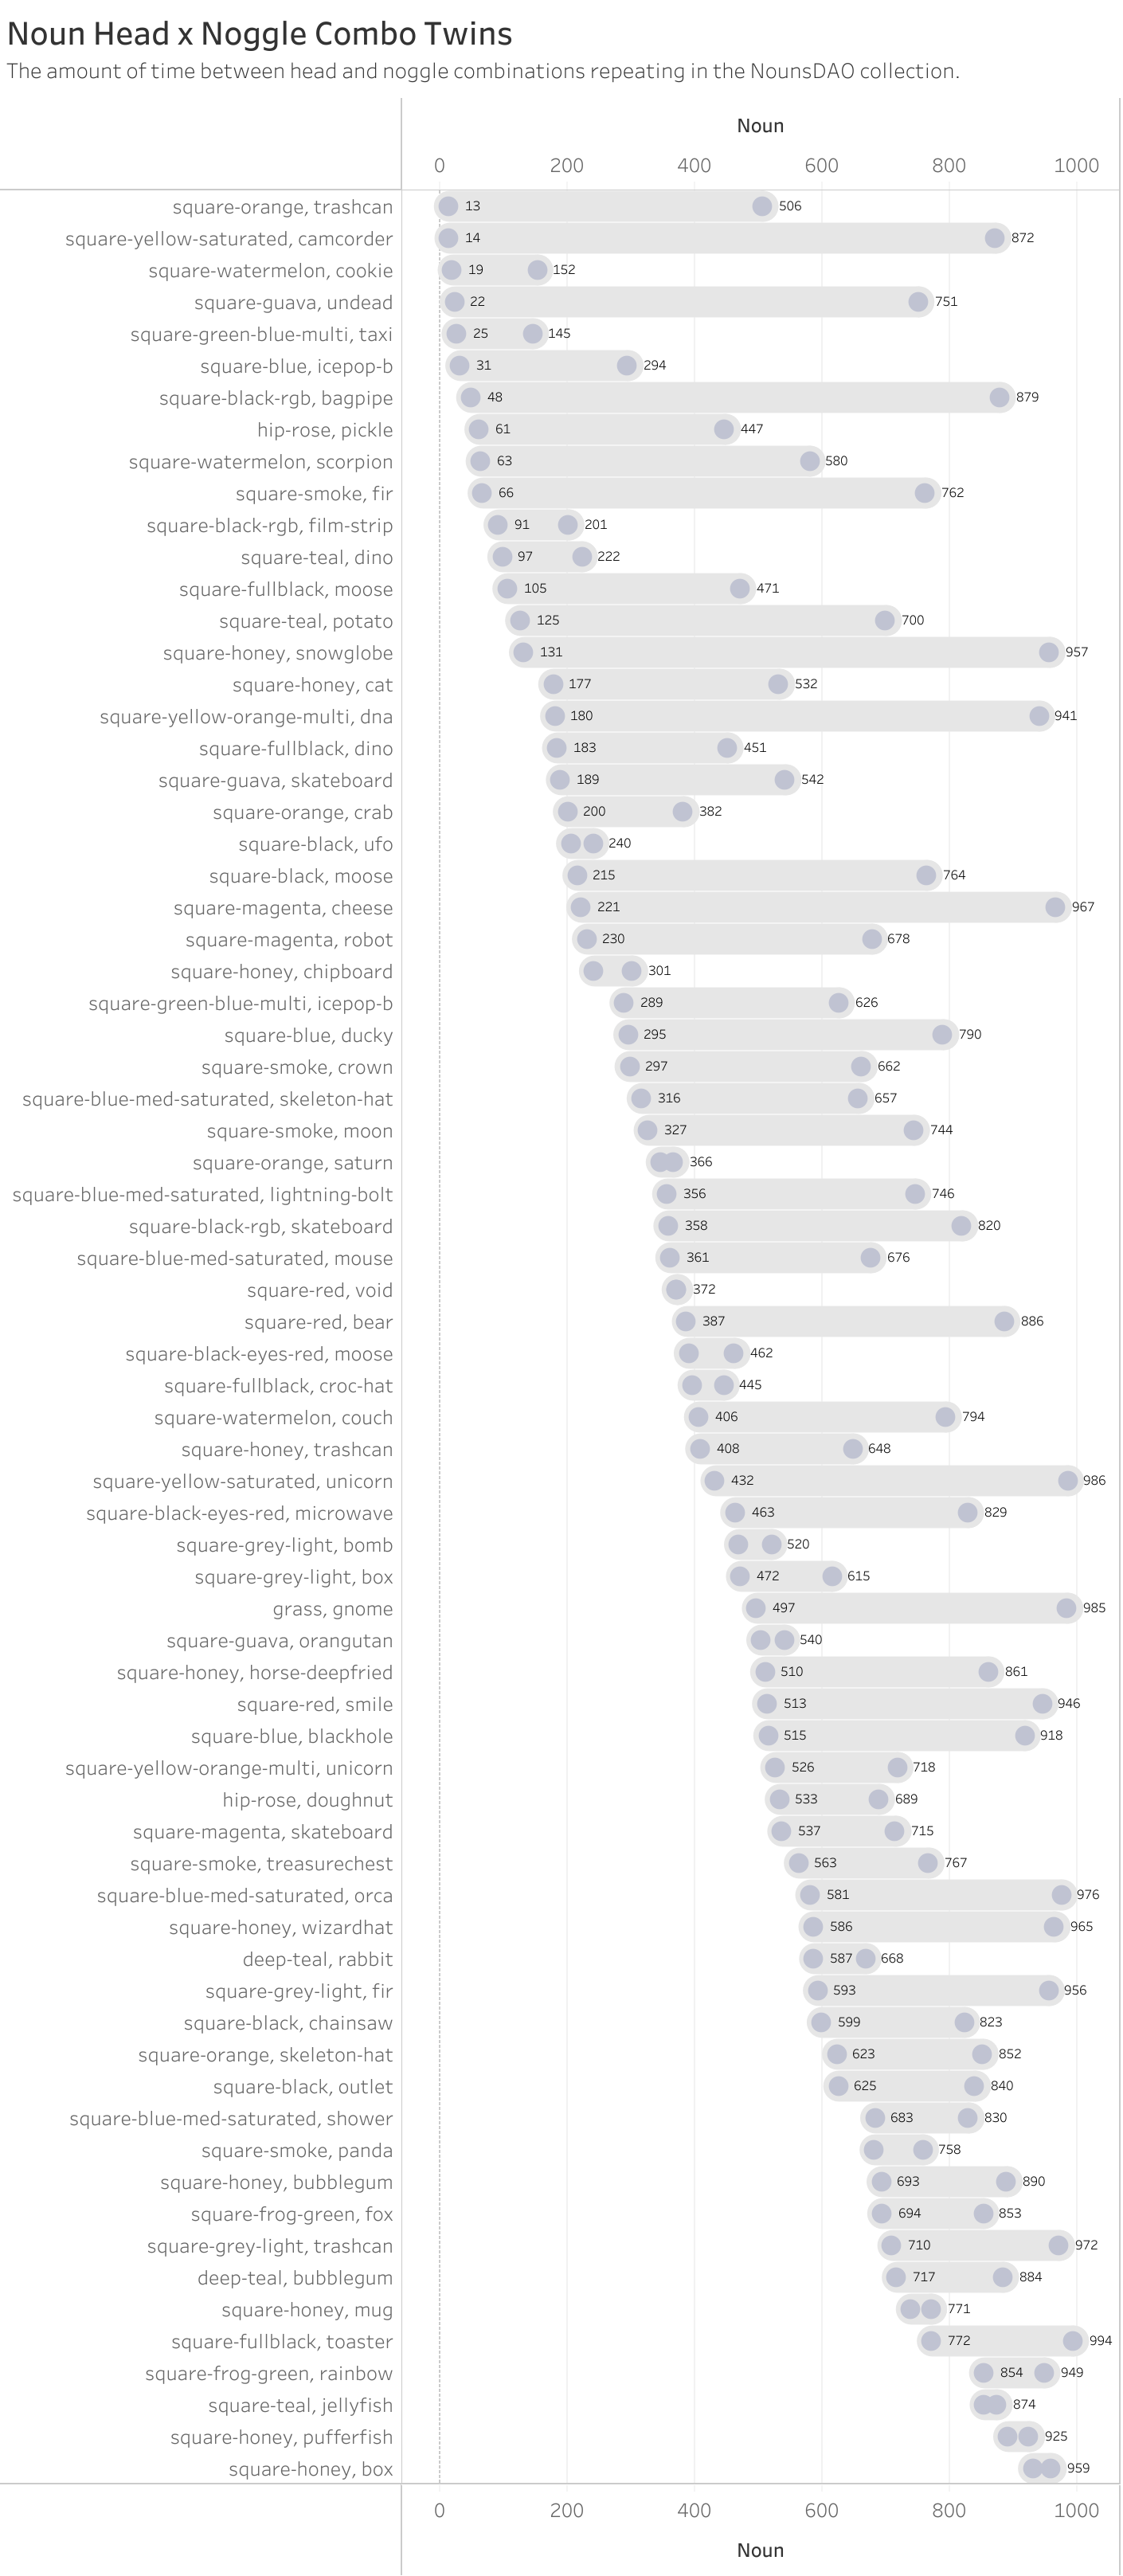 Noun Head x Noggle Combo Twins
The amount of time between head and noggle combinations repeating in the NounsDAO collection.
Noun
0 200 400 600 800 1000
square-orange, trashcan 13 506
square-yellow-saturated, camcorder 14 872
square-watermelon, cookie 19 152
square-guava, undead 22 751
square-green-blue-multi, taxi 25 145
square-blue, icepop-b 31 294
square-black-rgb, bagpipe 48 879
hip-rose, pickle 61 447
square-watermelon, scorpion 63 580
square-smoke, fir 66 762
square-black-rgb, film-strip 91 201
square-teal, dino 97 222
square-fullblack, moose 105 471
square-teal, potato 125 700
square-honey, snowglobe 131 957
square-honey, cat 177 532
square-yellow-orange-multi, dna 180 941
square-fullblack, dino 183 451
square-guava, skateboard 189 542
square-orange, crab 200 382
square-black, ufo 240
square-black, moose 215 764
square-magenta, cheese 221 967
square-magenta, robot 230 678
square-honey, chipboard 301
square-green-blue-multi, icepop-b 289 626
square-blue, ducky 295 790
square-smoke, crown 297 662
square-blue-med-saturated, skeleton-hat 316 657
square-smoke, moon 327 744
square-orange, saturn 366
square-blue-med-saturated, lightning-bolt 356 746
square-black-rgb, skateboard 358 820
square-blue-med-saturated, mouse 361 676
square-red, void 372
square-red, bear 387 886
square-black-eyes-red, moose 462
square-fullblack, croc-hat 445
square-watermelon, couch 406 794
square-honey, trashcan 408 648
square-yellow-saturated, unicorn 432 986
square-black-eyes-red, microwave 463 829
square-grey-light, bomb 520
square-grey-light, box 472 615
grass, gnome 497 985
square-guava, orangutan 540
square-honey, horse-deepfried 510 861
square-red, smile 513 946
square-blue, blackhole 515 918
square-yellow-orange-multi, unicorn 526 718
hip-rose, doughnut 533 689
square-magenta, skateboard 537 715
square-smoke, treasurechest 563 767
square-blue-med-saturated, orca 581 976
square-honey, wizardhat 586 965
deep-teal, rabbit 587 668
square-grey-light, fir 593 956
square-black, chainsaw 599 823
square-orange, skeleton-hat 623 852
square-black, outlet 625 840
square-blue-med-saturated, shower 683 830
square-smoke, panda 758
square-honey, bubblegum 693 890
square-frog-green, fox 694 853
square-grey-light, trashcan 710 972
deep-teal, bubblegum 717 884
square-honey, mug 771
square-fullblack, toaster 772 994
square-frog-green, rainbow 854 949
square-teal, jellyfish 874
square-honey, pufferfish 925
square-honey, box 959
0 200 400 600 800 1000
Noun